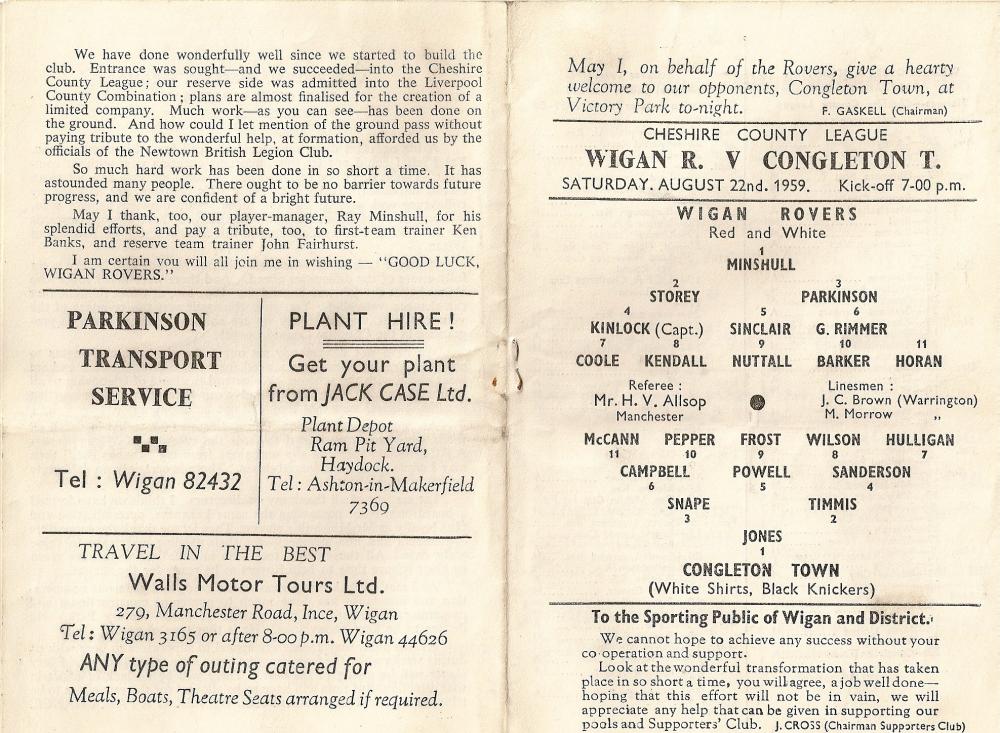 We have done wonderfully well since we started to build the
club. Entrance was sought—and we succeeded—into the Cheshire
County League; our reserve side was admitted into the Liverpool
County Combination; plans are almost finalised for the creation of a
limited company. Much work—as you can see—has been done on
the ground. And how could I let mention of the ground pass without
paying tribute to the wonderful help, at formation, afforded us by the
officials of the Newtown British Legion Club.
So much hard work has been done in so short a time. It has
astounded many people. There ought to be no barrier towards future
progress, and we are confident of a bright future.
May I thank, too, our player-manager, Ray Minshull, for his
splendid efforts, and pay a tribute, too, to first-team trainer Ken
Banks, and reserve team trainer John Fairhurst.
I am certain you will all join me in wishing — "GOOD LUCK,
WIGAN ROVERS."
PARKINSON
TRANSPORT
SERVICE
Tel : Wigan 82432
PLANT HIRE!
Get your plant
from JACK CASE Ltd.
Plant Depot
Ram Pit Yard,
Haydock.
Tel : Ashton-in-Makerfield
7369
TRAVEL IN THE BEST
Walls Motor Tours Ltd.
279, Manchester Road, Ince, Wigan
Tel : Wigan 3165 or after 8-00 p.m. Wigan 44626
ANY type of outing catered for
Meals, Boats, Theatre Seats arranged if required.
May I, on behalf of the Rovers, give a hearty
welcome to our opponents, Congleton Town, at
Victory Park to-night. F. GASKELL (Chairman)
CHESHIRE COUNTY LEAGUE
WIGAN R. V CONGLETON T.
SATURDAY. AUGUST 22nd. 1959. Kick-off 7-00 p.m.
WIGAN ROVERS
Red and White
1
MINSHULL
2 3
STOREY PARKINSON
4 5 6
KINLOCK (Capt.) SINCLAIR G. RIMMER
7 8 9 10 11
COOLE KENDALL NUTTALL BARKER HORAN
Referee : Linesmen :
Mr. H. V. Allsop J. C. Brown (Warrington)
Manchester M. Morrow „
McCANN PEPPER FROST WILSON HULLIGAN
11 10 9 8 7
CAMPBELL POWELL SANDERSON
6 5 4
SNAPE TIMMIS
3 2
JONES
1
CONGLETON TOWN
(White Shirts, Black Knickers)
To the Sporting Public of Wigan and District.
We cannot hope to achieve any success without your
co-operation and support.
Look at the wonderful transformation that has taken
place in so short a time, you will agree, a job well done—
hoping that this effort will not be in vain, we will
appreciate any help that can be given in supporting our
pools and Supporters' Club. J. CROSS (Chairman Supporters Club)